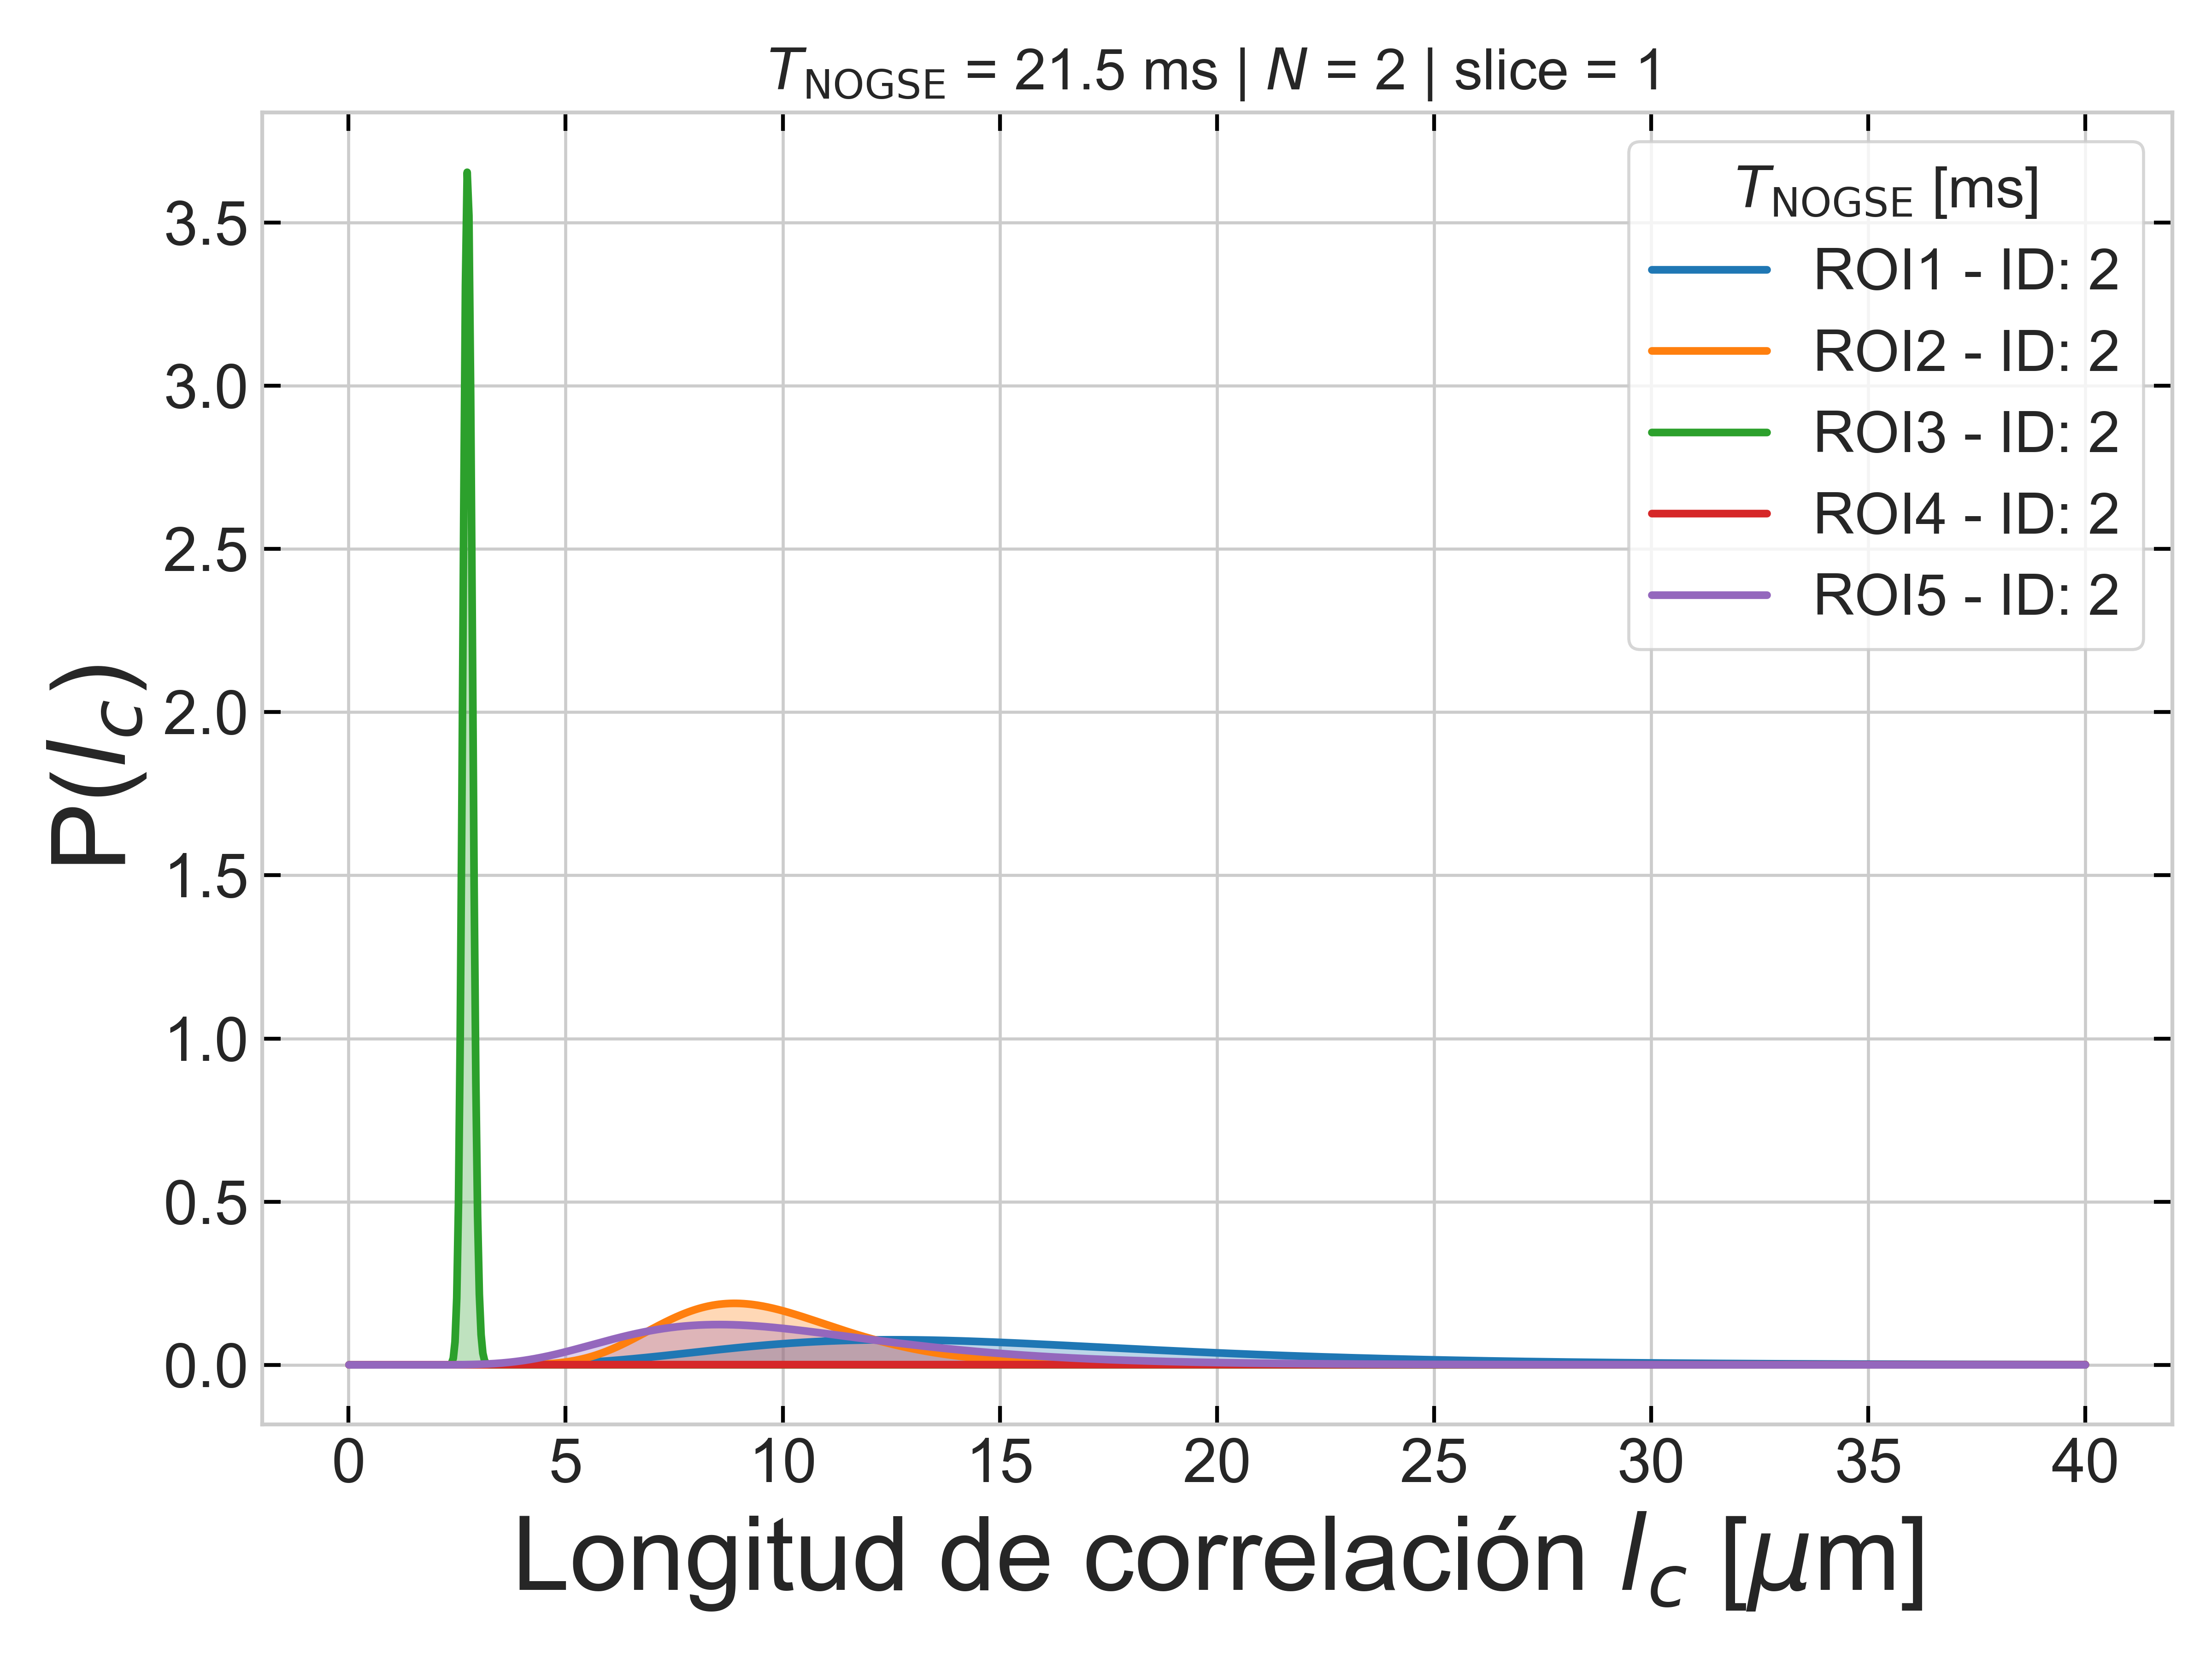 T_NOGSE = 21.5 ms | N = 2 | slice = 1
T_NOGSE [ms]
ROI1 - ID: 2
ROI2 - ID: 2
ROI3 - ID: 2
ROI4 - ID: 2
ROI5 - ID: 2
P(l_c)
3.5
3.0
2.5
2.0
1.5
1.0
0.5
0.0
0 5 10 15 20 25 30 35 40
Longitud de correlación l_c [μm]